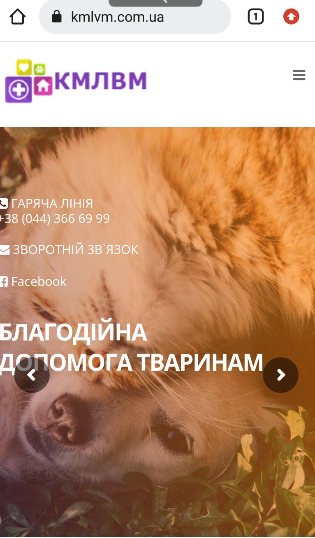 kmlvm.com.ua
1
КМЛВМ
ГАРЯЧА ЛІНІЯ
+38 (044) 366 69 99
ЗВОРОТНІЙ ЗВ`ЯЗОК
Facebook
БЛАГОДІЙНА
ДОПОМОГА ТВАРИНАМ